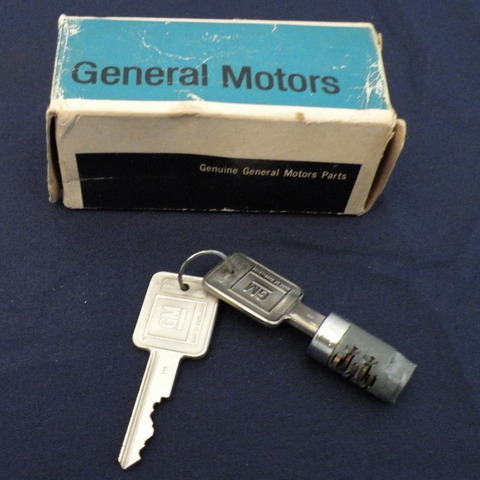 General Motors
Genuine General Motors Parts
GM
GM
E